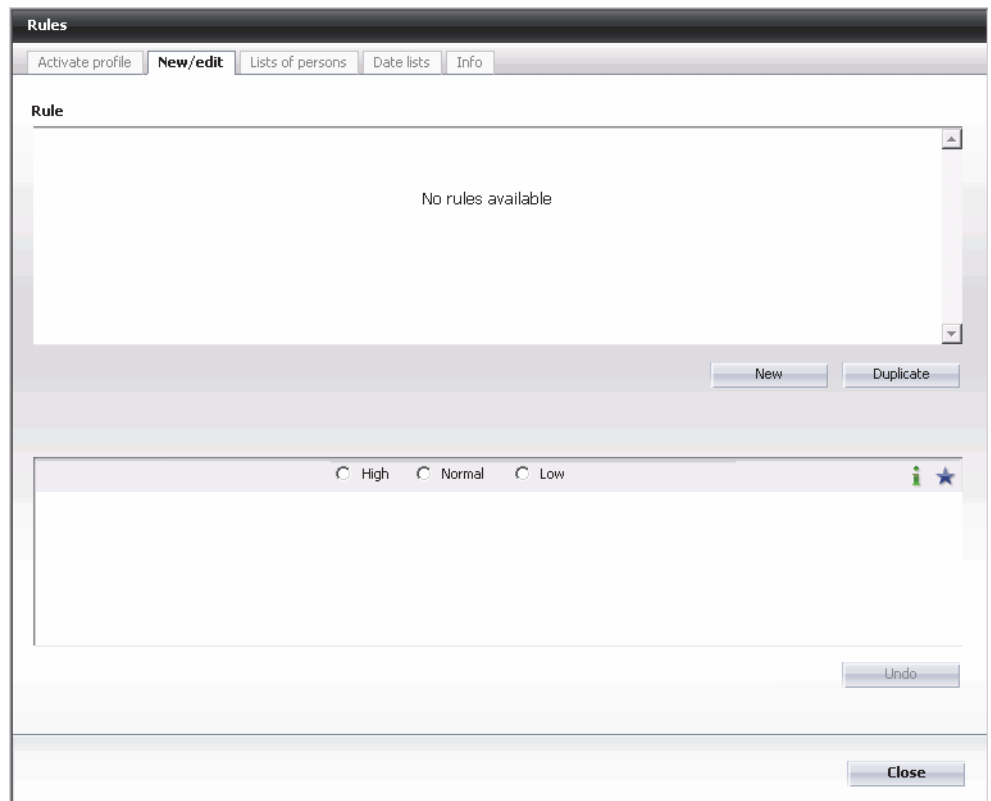 Rules
Activate profile New/edit Lists of persons Date lists Info
Rule
No rules available
New Duplicate
High Normal Low
Undo
Close